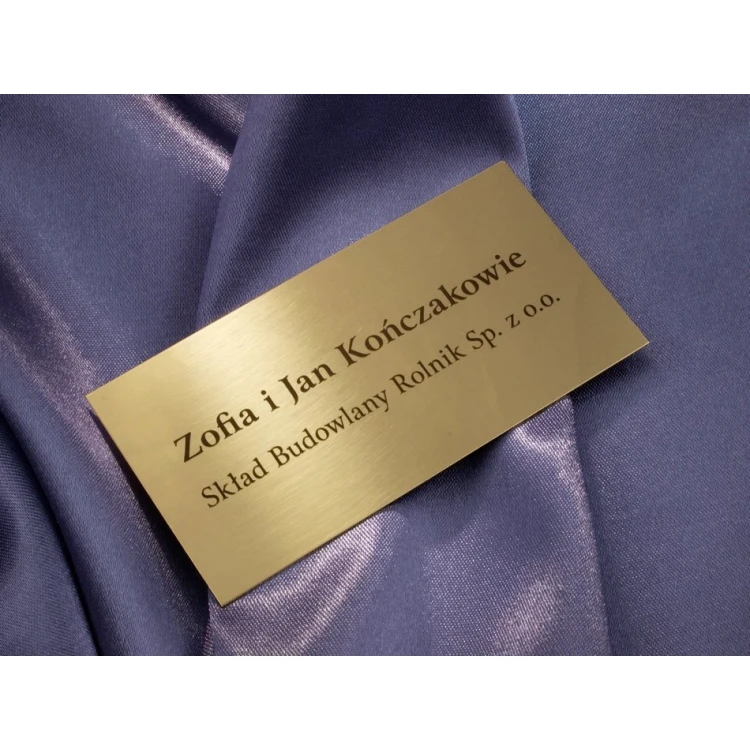 Zofia i Jan Kończakowie
Skład Budowlany Rolnik Sp. z o.o.